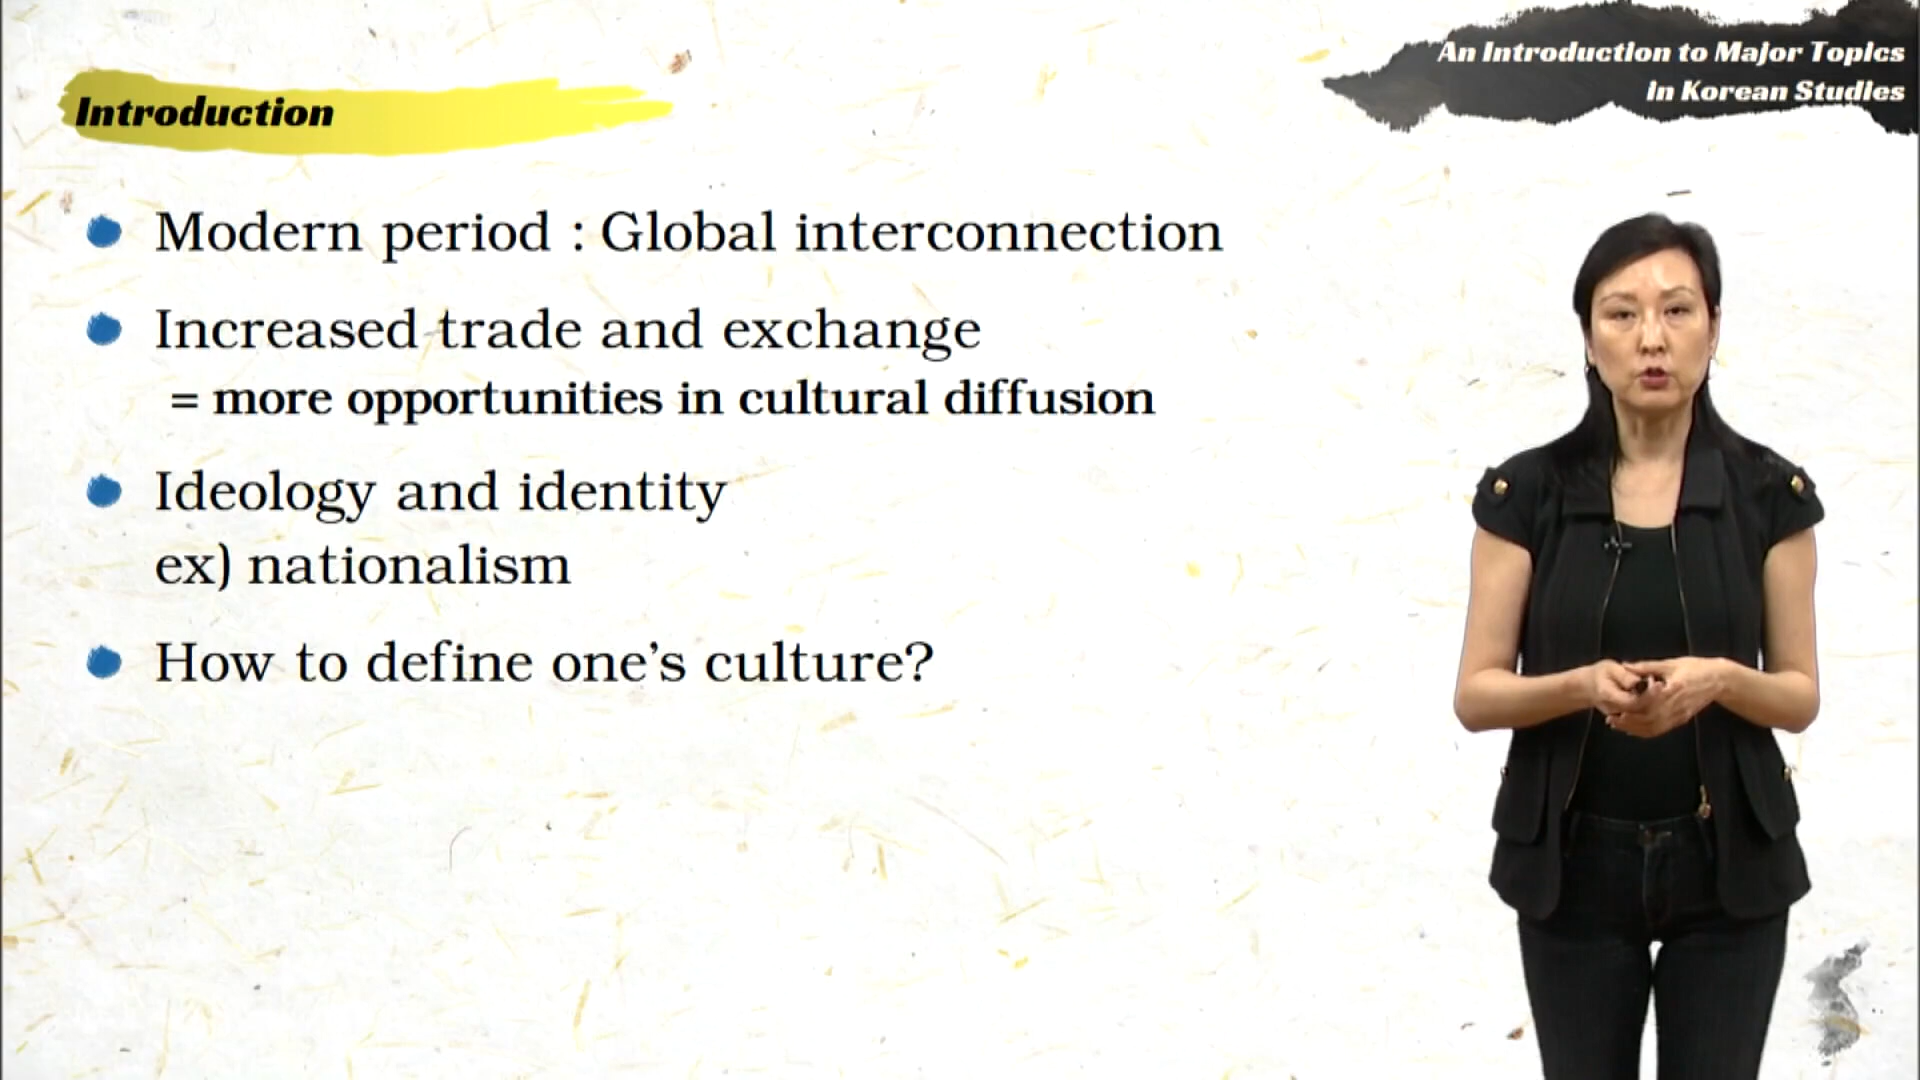 An Introduction to Major Topics
in Korean Studies
Introduction
Modern period : Global interconnection
Increased trade and exchange
= more opportunities in cultural diffusion
Ideology and identity
ex) nationalism
How to define one's culture?